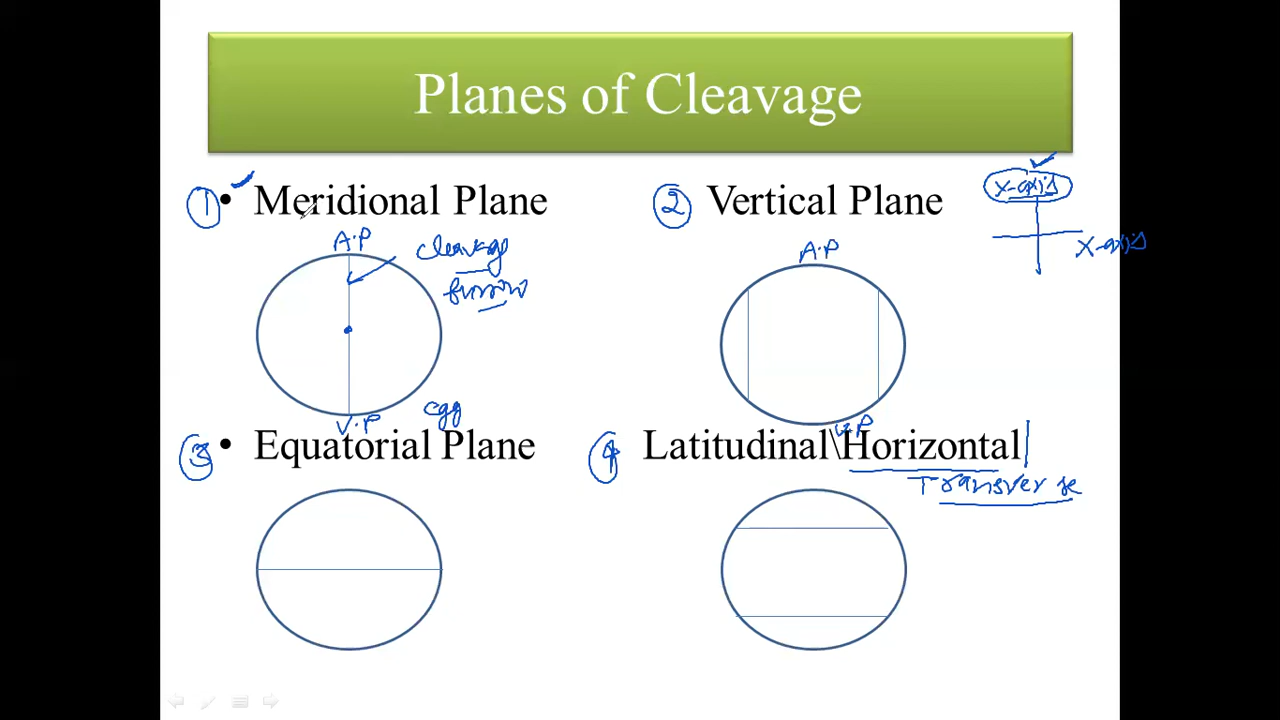 Planes of Cleavage
① • Meridional Plane
② Vertical Plane
X-axis
X-axis
A.P
cleavage
furrow
A.P
egg
V.P
V.P
③ • Equatorial Plane
④ Latitudinal\Horizontal|
Transverse